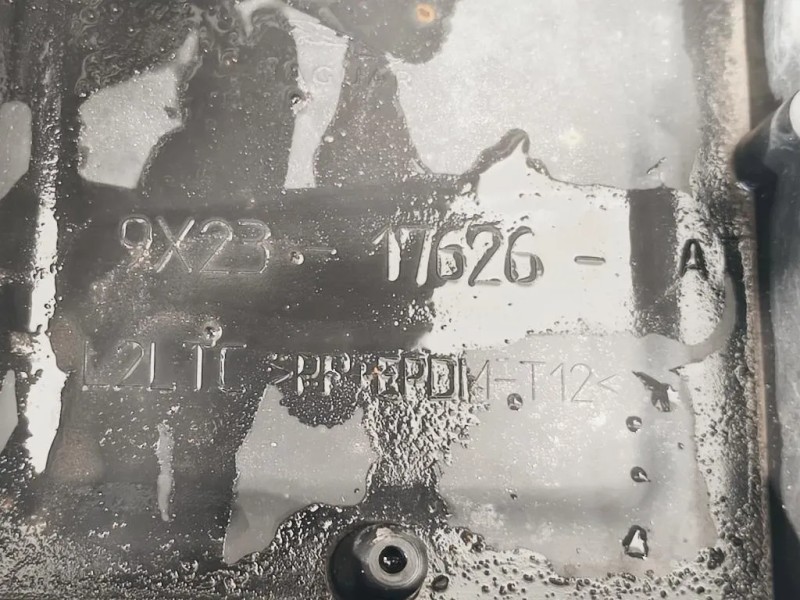 9X23 - 17626 - A
>PP+EPDM-T12<